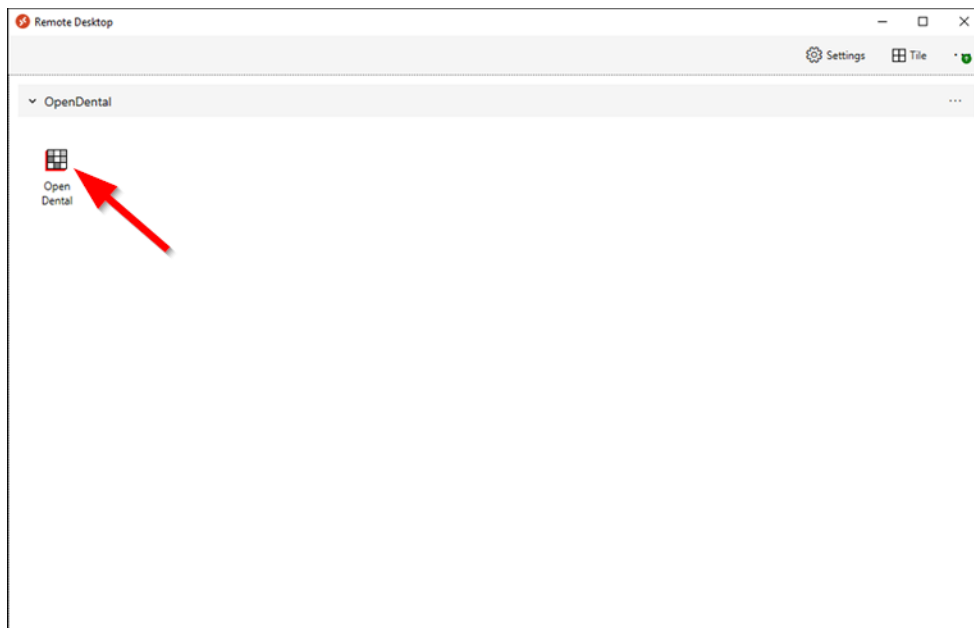 Remote Desktop
Settings
Tile
OpenDental
Open
Dental